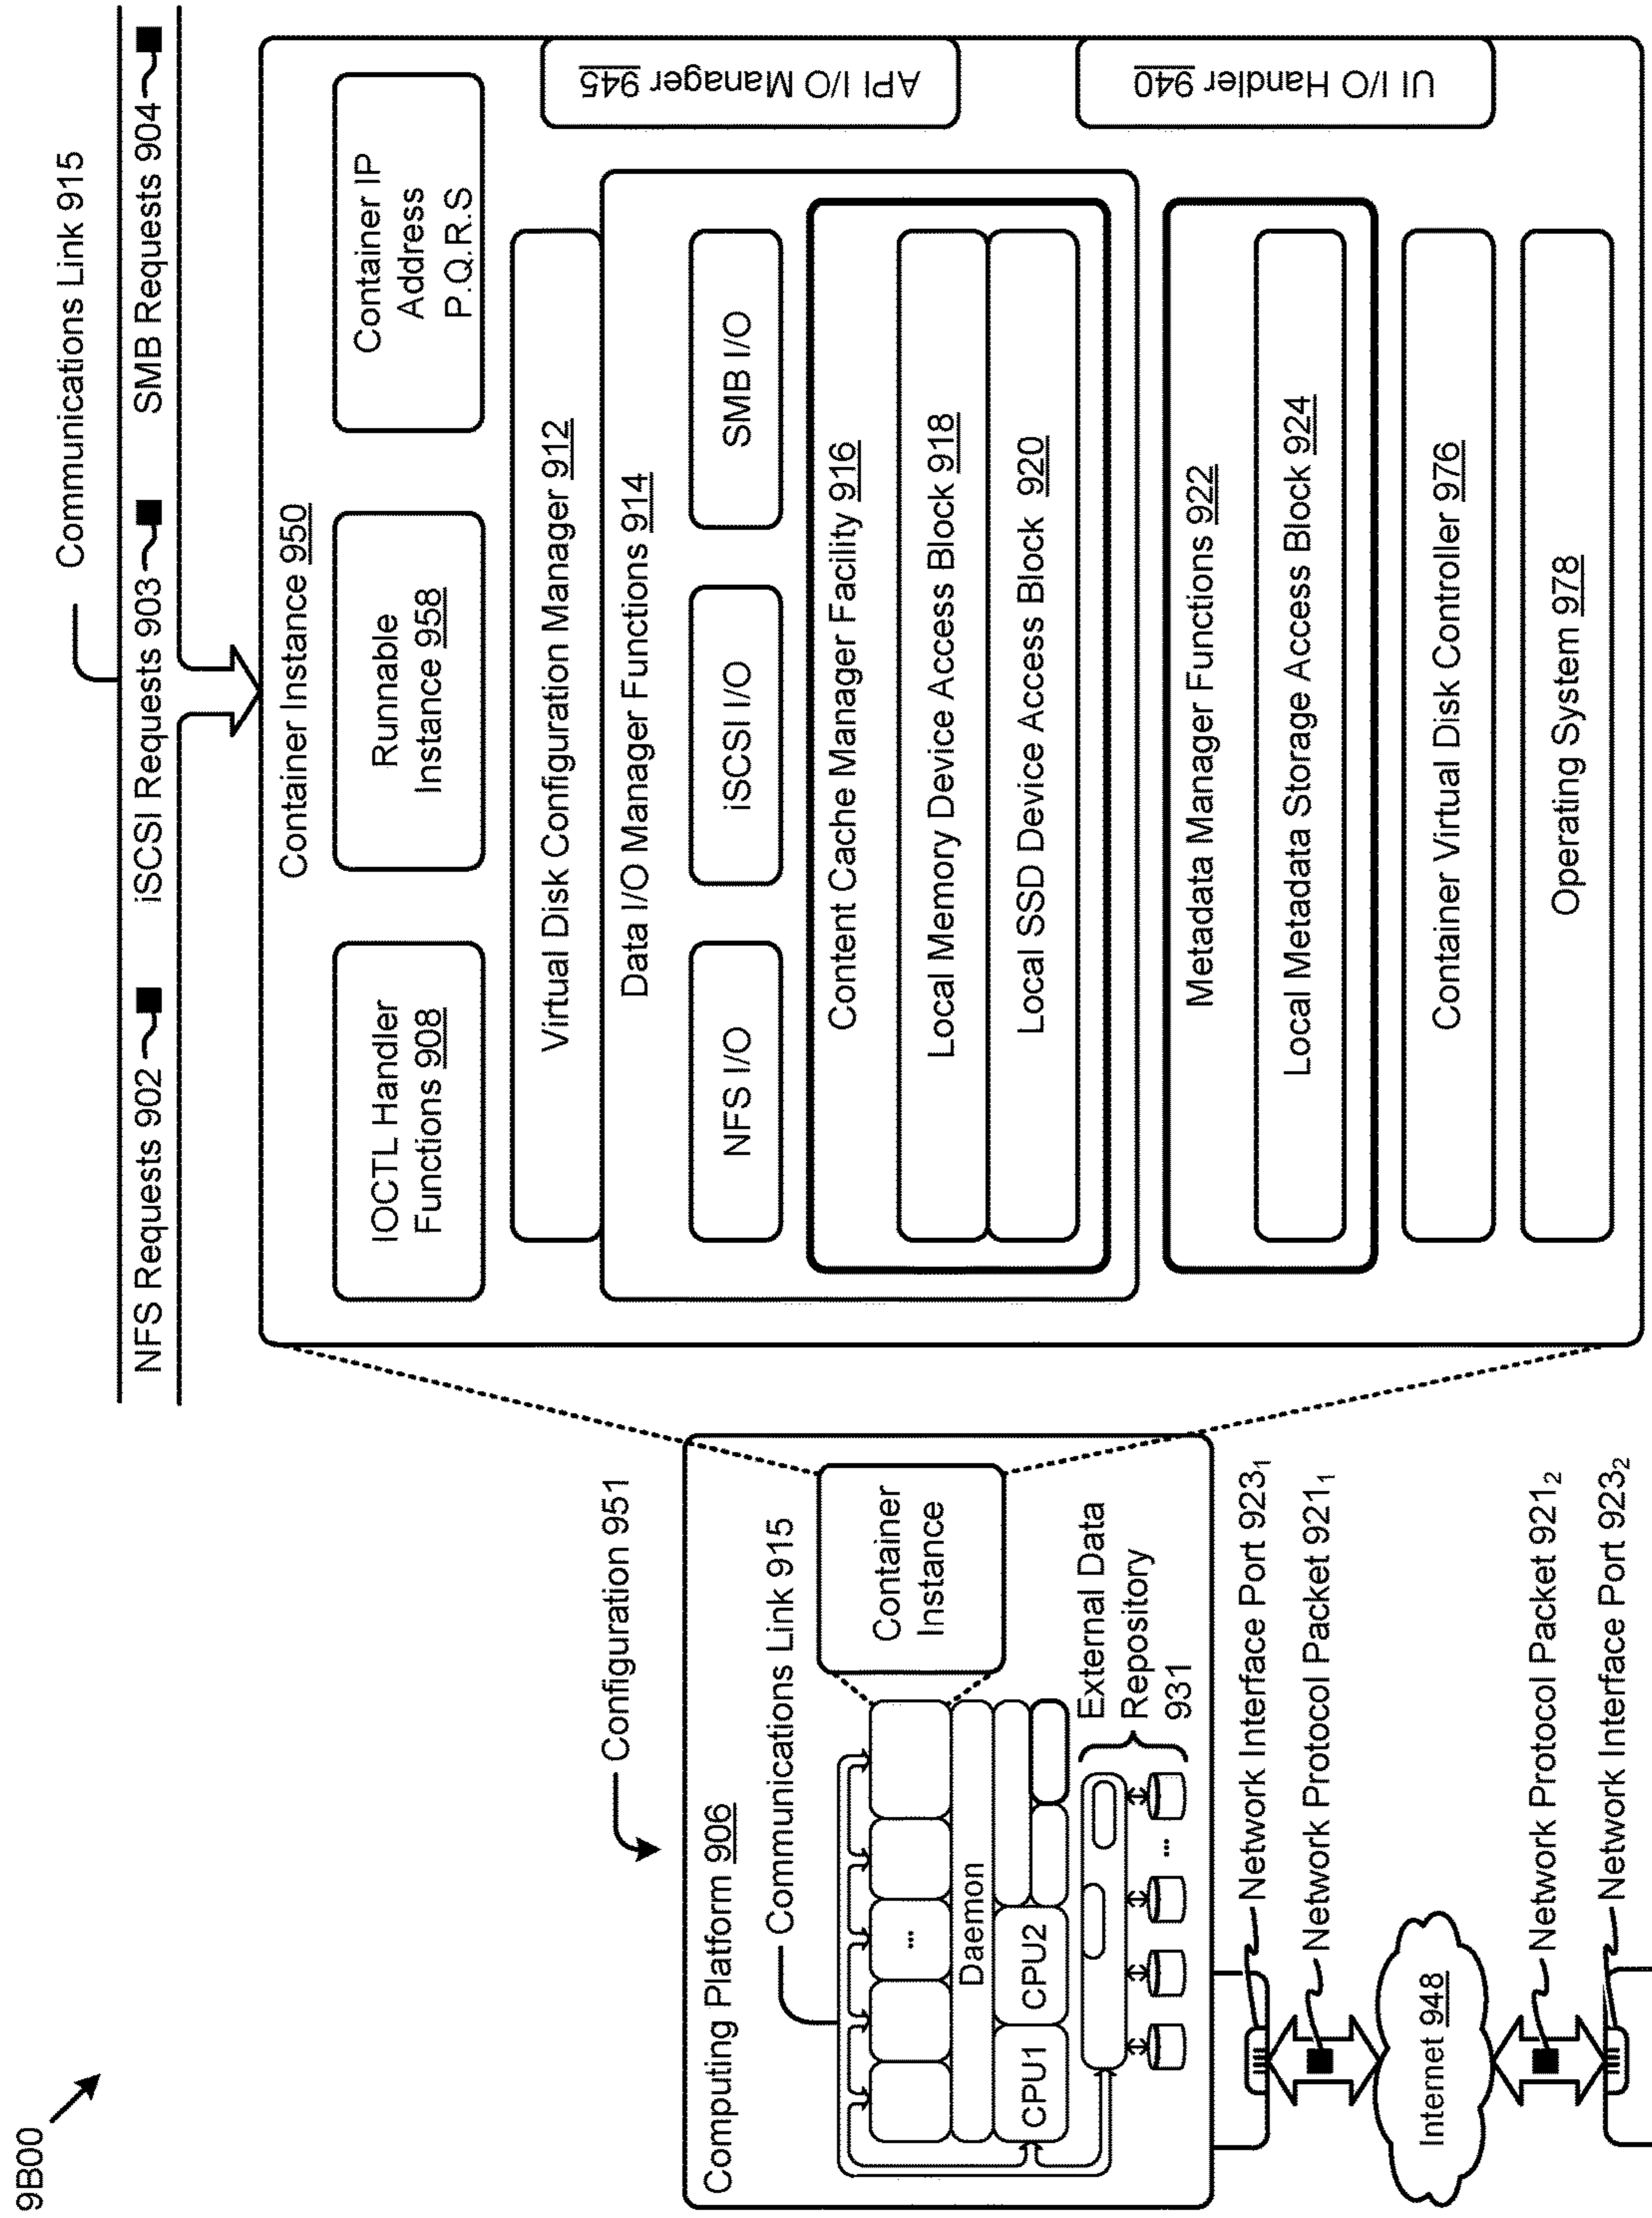 9B00
Communications Link 915
NFS Requests 902
iSCSI Requests 903
SMB Requests 904
Configuration 951
Computing Platform 906
Communications Link 915
...
Daemon
CPU1
CPU2
Container
Instance
External Data
Repository
931
...
Network Interface Port 923₁
Network Protocol Packet 921₁
Internet 948
Network Protocol Packet 921₂
Network Interface Port 923₂
Container Instance 950
IOCTL Handler
Functions 908
Runnable
Instance 958
Container IP
Address
P.Q.R.S
Virtual Disk Configuration Manager 912
Data I/O Manager Functions 914
NFS I/O
iSCSI I/O
SMB I/O
Content Cache Manager Facility 916
Local Memory Device Access Block 918
Local SSD Device Access Block 920
Metadata Manager Functions 922
Local Metadata Storage Access Block 924
Container Virtual Disk Controller 976
Operating System 978
API I/O Manager 945
UI I/O Handler 940